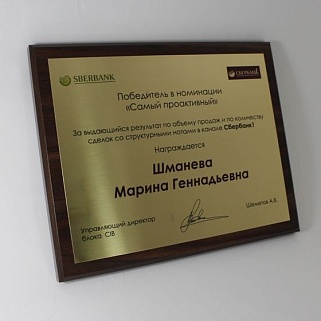 SBERBANK
СБЕРБАНК
Победитель в номинации
«Самый проактивный»
За выдающийся результат по объему продаж и по количеству
сделок со структурными нотами в канале Сбербанк1
Награждается
Шманева
Марина Геннадьевна
Управляющий директор
блока CIB
Шеметов А.В.